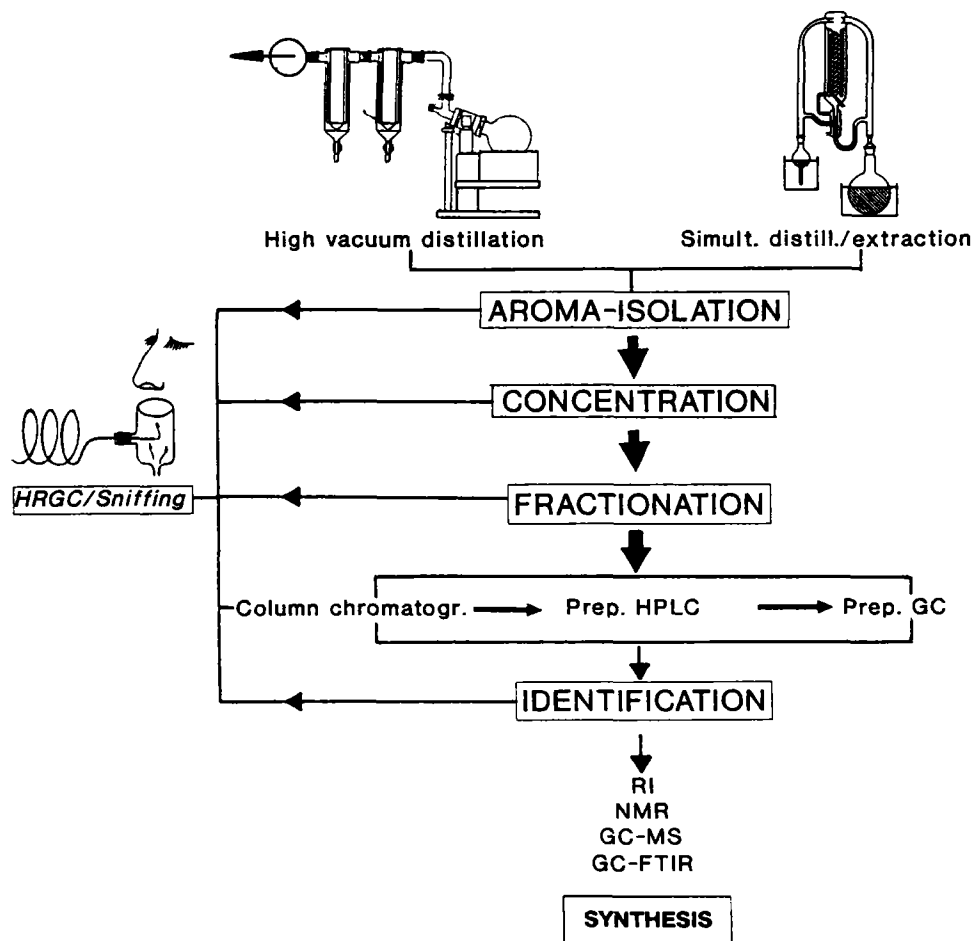 High vacuum distillation
Simult. distill./extraction
AROMA-ISOLATION
CONCENTRATION
HRGC/Sniffing
FRACTIONATION
Column chromatogr.
Prep. HPLC
Prep. GC
IDENTIFICATION
RI
NMR
GC-MS
GC-FTIR
SYNTHESIS